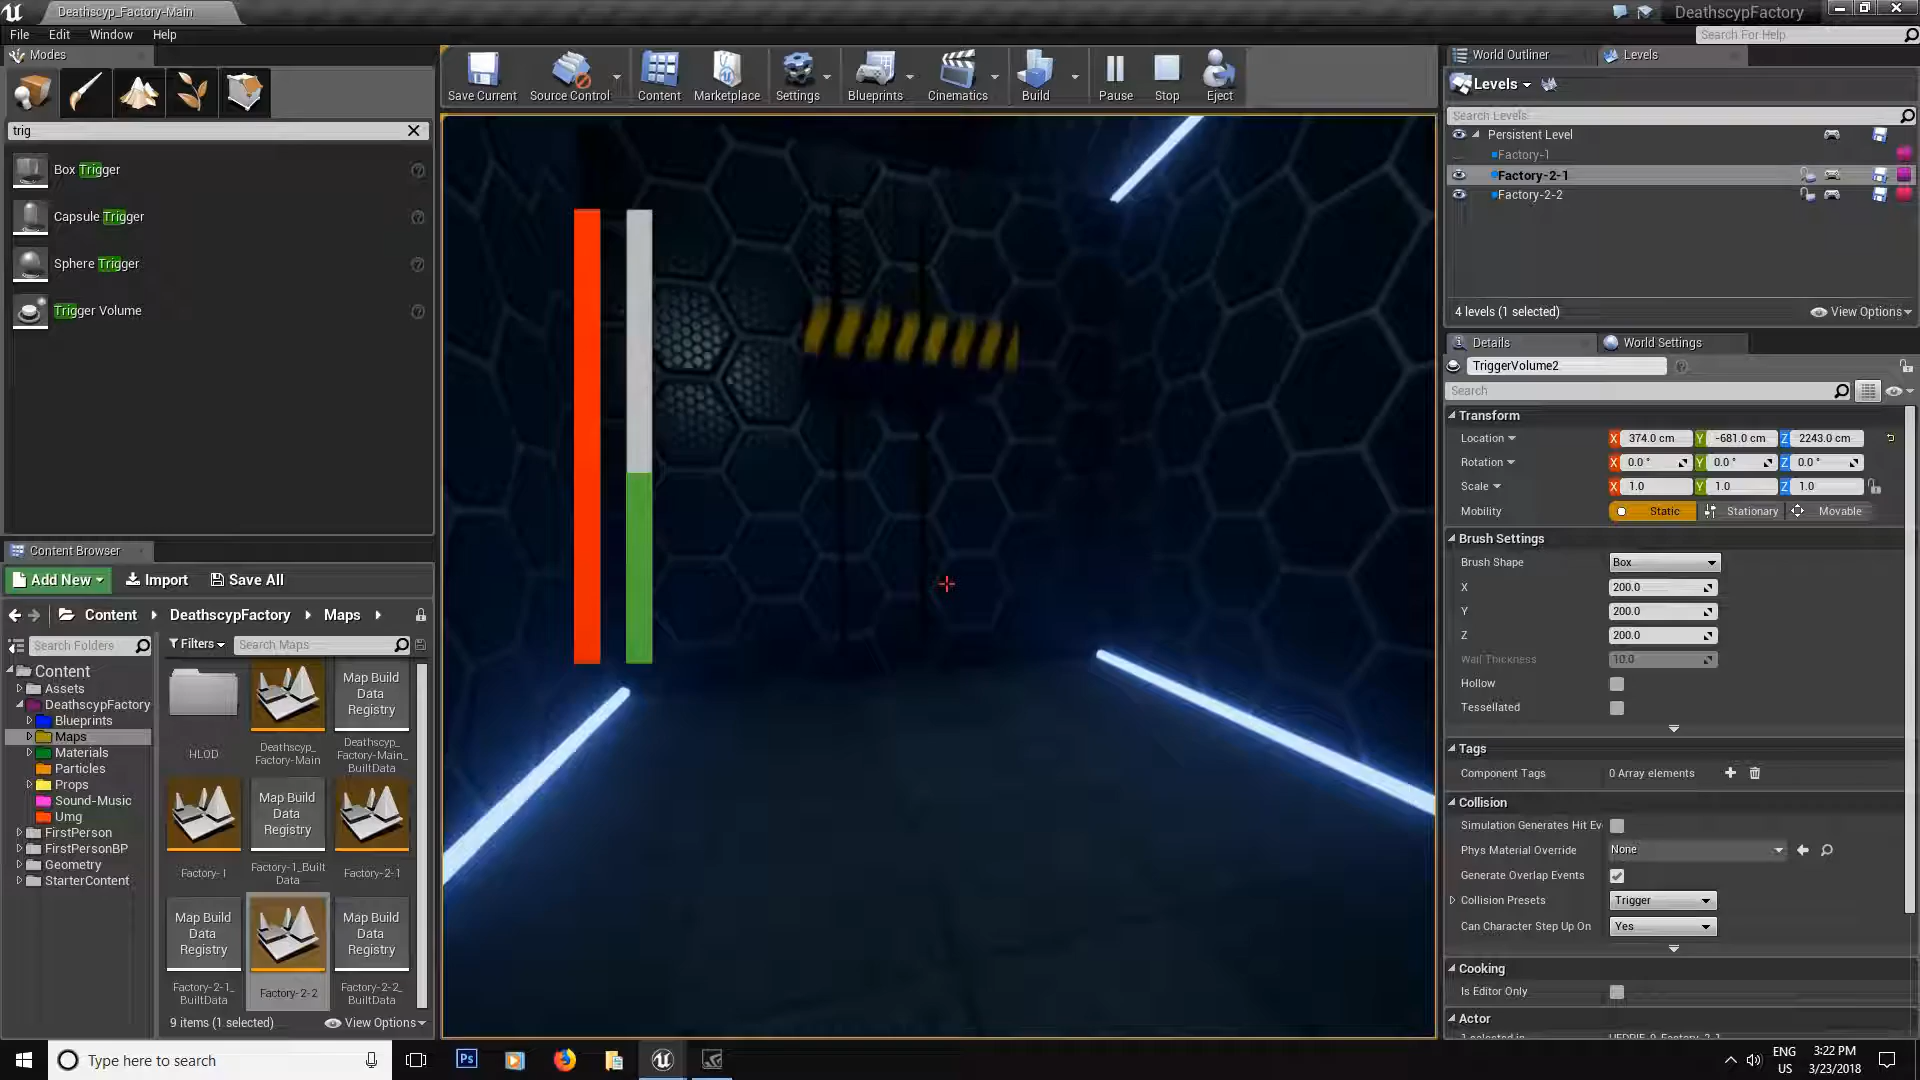 Deathscyp_Factory-Main
DeathscypFactory
File Edit Window Help
Search For Help
Modes
trig
Box Trigger
Capsule Trigger
Sphere Trigger
Trigger Volume
Save Current
Source Control
Content
Marketplace
Settings
Blueprints
Cinematics
Build
Pause
Stop
Eject
World Outliner
Levels
Levels
Search Levels
Persistent Level
Factory-1
Factory-2-1
Factory-2-2
4 levels (1 selected)
View Options
Details
World Settings
TriggerVolume2
Search
Transform
Location X 374.0 cm Y -681.0 cm Z 2243.0 cm
Rotation X 0.0 ° Y 0.0 ° Z 0.0 °
Scale X 1.0 Y 1.0 Z 1.0
Mobility Static Stationary Movable
Brush Settings
Brush Shape Box
X 200.0
Y 200.0
Z 200.0
Wall Thickness 10.0
Hollow
Tessellated
Tags
Component Tags 0 Array elements
Collision
Simulation Generates Hit Ev
Phys Material Override None
Generate Overlap Events
Collision Presets Trigger
Can Character Step Up On Yes
Cooking
Is Editor Only
Actor
Content Browser
Add New Import Save All
Content DeathscypFactory Maps
Search Folders
Filters Search Maps
Content
Assets
DeathscypFactory
Blueprints
Maps
Materials
Particles
Props
Sound-Music
Umg
FirstPerson
FirstPersonBP
Geometry
StarterContent
HLOD
Deathscyp_
Factory-Main
Map Build
Data
Registry
Deathscyp_
Factory-Main_
BuiltData
Factory-1
Map Build
Data
Registry
Factory-1_Built
Data
Factory-2-1
Map Build
Data
Registry
Factory-2-1_
BuiltData
Factory-2-2
Map Build
Data
Registry
Factory-2-2_
BuiltData
9 items (1 selected)
View Options
Type here to search
Ps
ENG
US
3:22 PM
3/23/2018